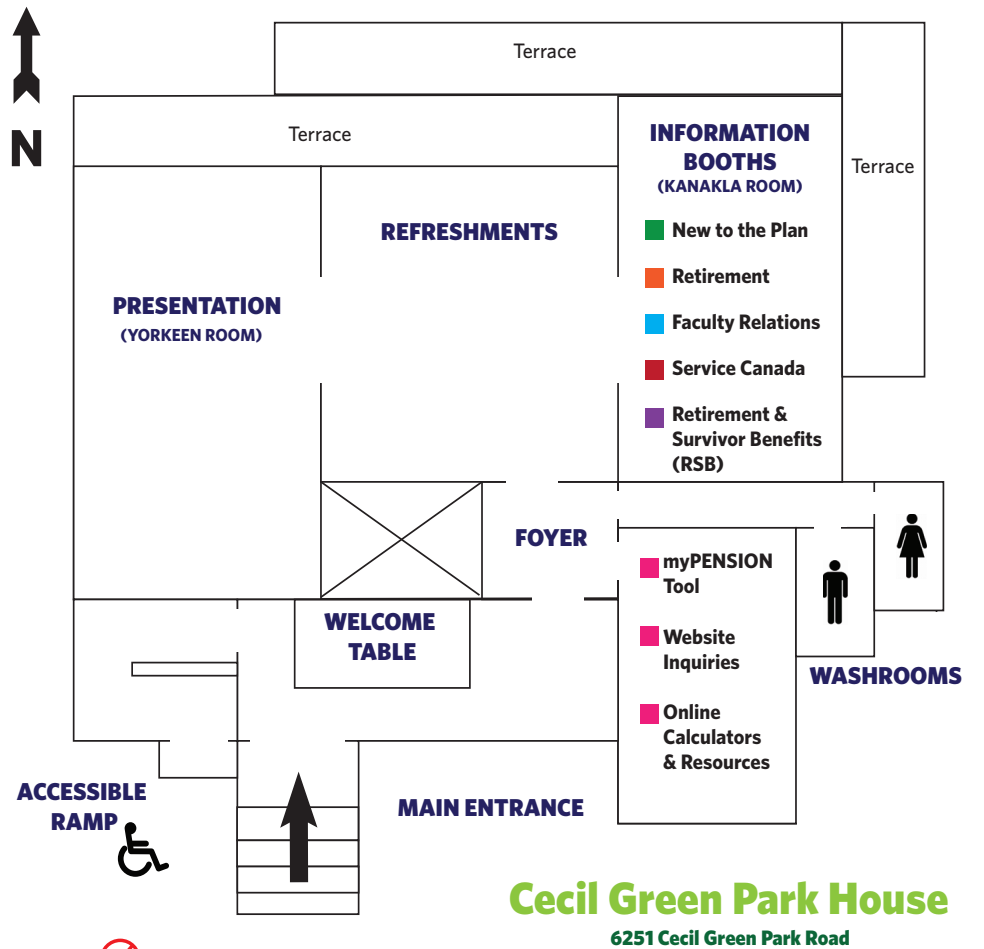 Terrace
N
Terrace
INFORMATION
BOOTHS
(KANAKLA ROOM)
Terrace
New to the Plan
Retirement
Faculty Relations
Service Canada
Retirement &
Survivor Benefits
(RSB)
REFRESHMENTS
PRESENTATION
(YORKEEN ROOM)
FOYER
myPENSION
Tool
Website
Inquiries
Online
Calculators
& Resources
WELCOME
TABLE
WASHROOMS
ACCESSIBLE
RAMP
MAIN ENTRANCE
Cecil Green Park House
6251 Cecil Green Park Road